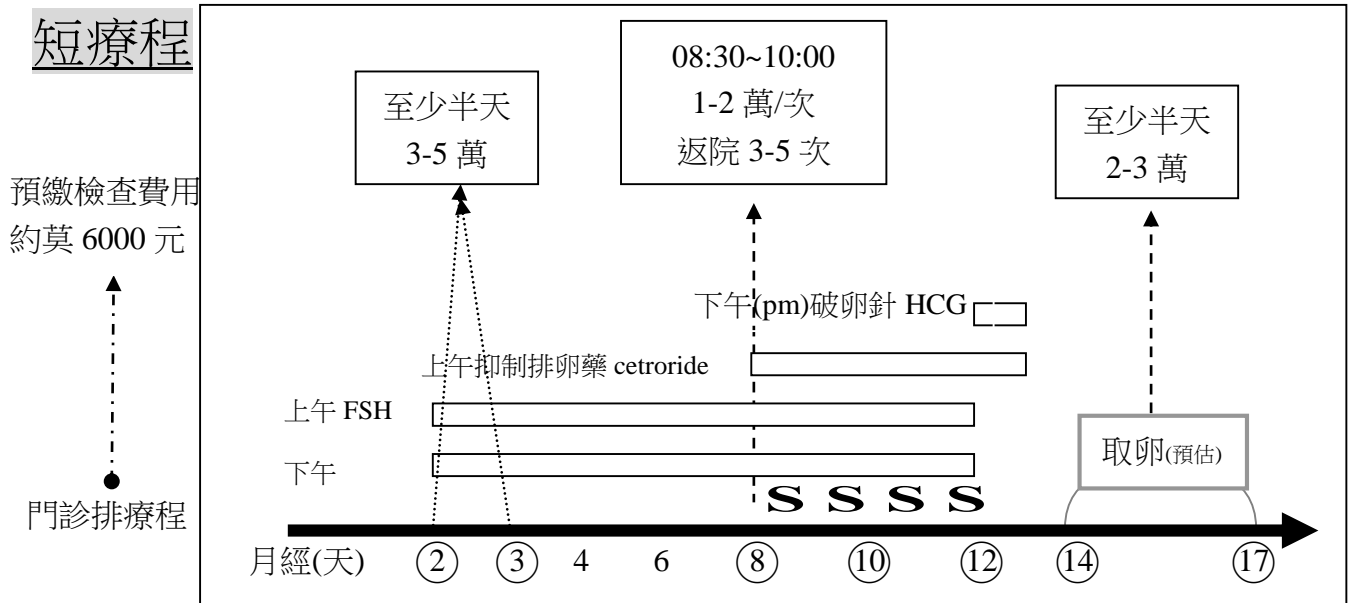 短療程
預繳檢查費用
約莫 6000 元
門診排療程
至少半天
3-5 萬
08:30~10:00
1-2 萬/次
返院 3-5 次
至少半天
2-3 萬
下午(pm)破卵針 HCG
上午抑制排卵藥 cetroride
上午 FSH
下午
取卵(預估)
S S S S
月經(天) 2 3 4 6 8 10 12 14 17